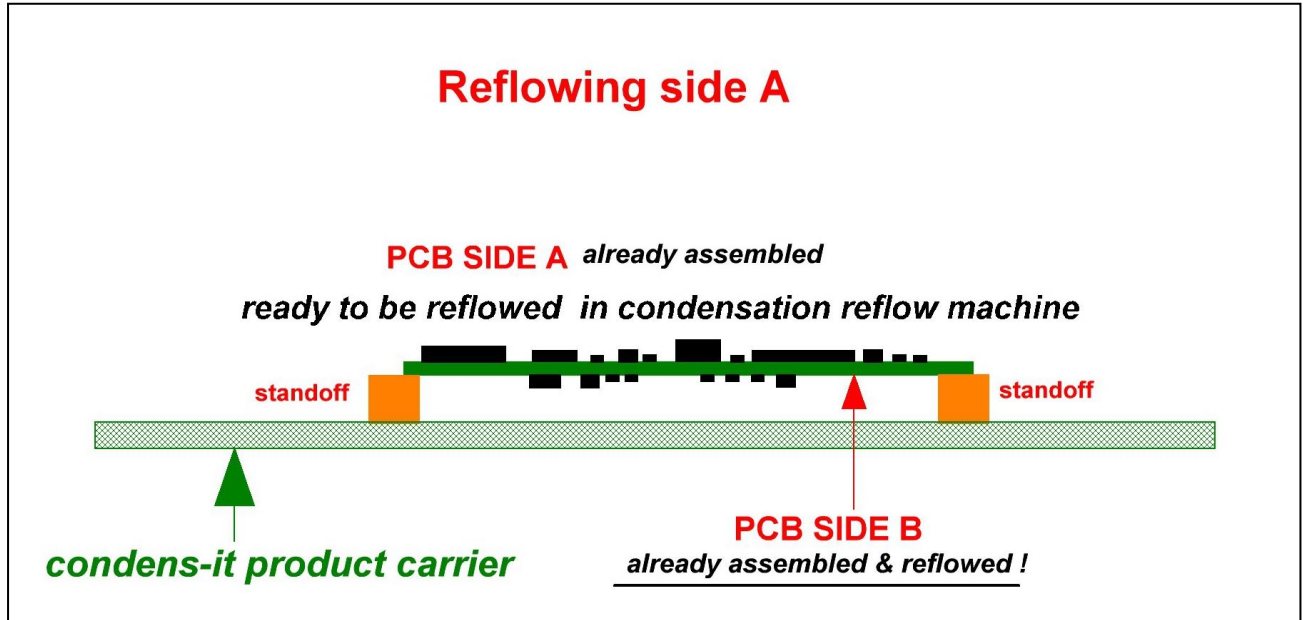 Reflowing side A
PCB SIDE A already assembled
ready to be reflowed in condensation reflow machine
standoff
standoff
PCB SIDE B
condens-it product carrier
already assembled & reflowed !